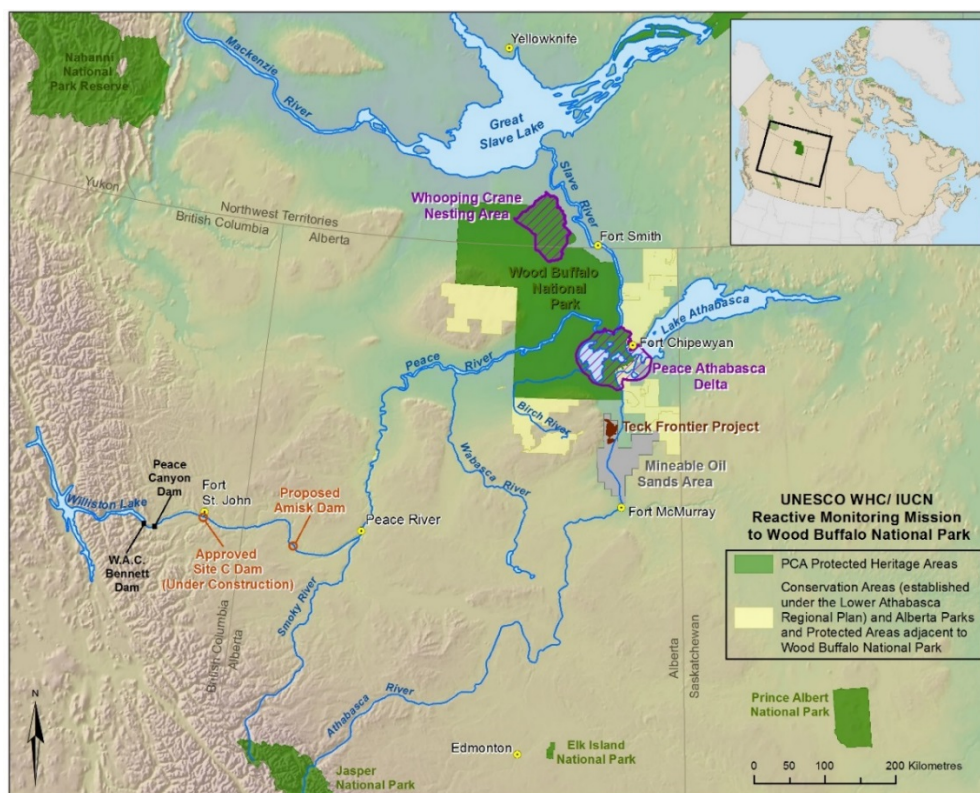 Nahanni
National
Park Reserve
Mackenzie
River
Yellowknife
Great
Slave Lake
Slave
River
Yukon
British Columbia
Northwest Territories
Alberta
Whooping Crane
Nesting Area
Fort Smith
Wood Buffalo
National
Park
Lake Athabasca
Fort Chipewyan
Peace Athabasca
Delta
Peace
River
Birch River
Wabasca
River
Teck Frontier Project
Mineable Oil
Sands Area
Fort McMurray
Williston Lake
Peace
Canyon
Dam
W.A.C.
Bennett
Dam
Fort
St. John
Approved
Site C Dam
(Under Construction)
Proposed
Amisk Dam
Peace River
Smoky River
British Columbia
Alberta
Athabasca
River
Alberta
Saskatchewan
Edmonton
Elk Island
National Park
Jasper
National Park
Prince Albert
National Park
N
UNESCO WHC/ IUCN
Reactive Monitoring Mission
to Wood Buffalo National Park
PCA Protected Heritage Areas
Conservation Areas (established
under the Lower Athabasca
Regional Plan) and Alberta Parks
and Protected Areas adjacent to
Wood Buffalo National Park
0 50 100 200 Kilometres